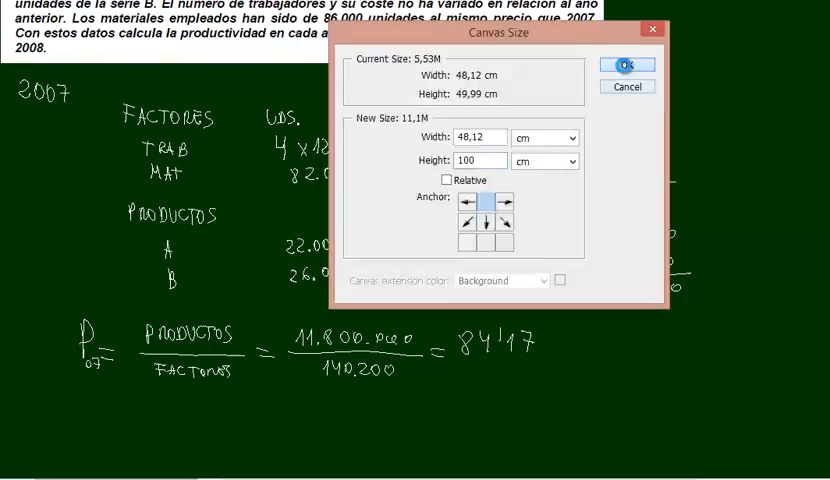 unidades de la serie B. El número de trabajadores y su coste no ha variado en relación al año
anterior. Los materiales empleados han sido de 86.000 unidades al mismo precio que 2007.
Con estos datos calcula la productividad en cada a
2008.
Canvas Size
Current Size: 5,53M
Width: 48,12 cm
Height: 49,99 cm
OK
Cancel
New Size: 11,1M
Width: 48,12 cm
Height: 100 cm
Relative
Anchor:
Canvas extension color: Background
2007
FACTORES UDS.
TRAB 4 x 12
MAT 82.0
PRODUCTOS
A 22.00
B 26.0
P07 = PRODUCTOS / FACTORES = 11.800.000 / 140.200 = 84'17